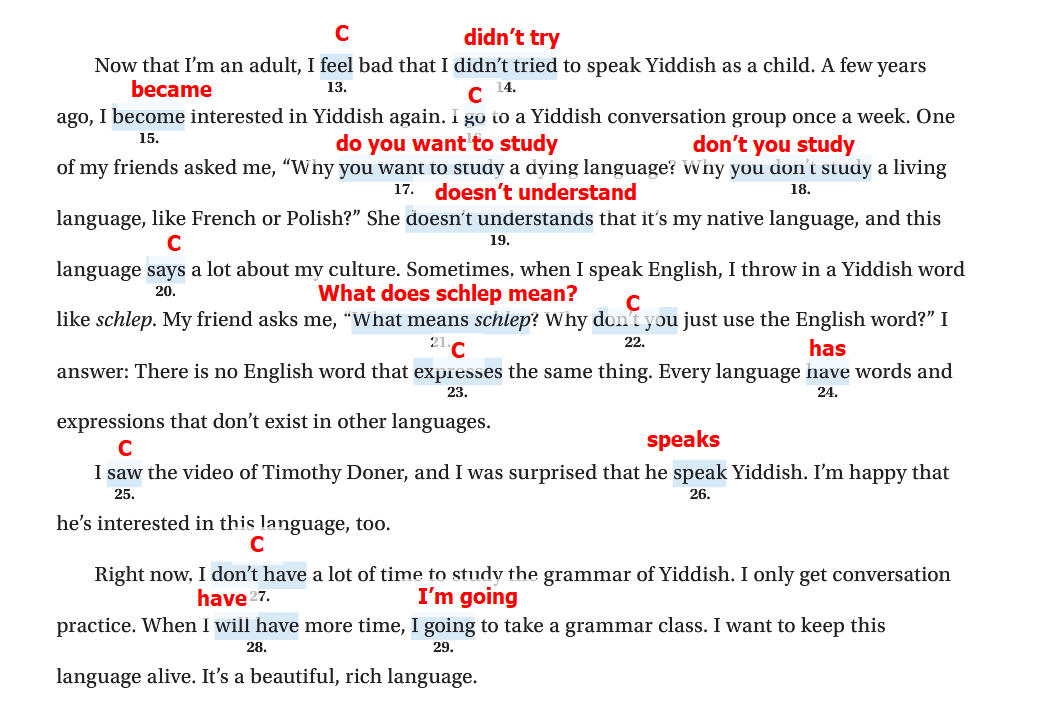 C didn't try
Now that I'm an adult, I feel bad that I didn't tried to speak Yiddish as a child. A few years
became 13. C 14.
ago, I become interested in Yiddish again. I go to a Yiddish conversation group once a week. One
15. do you want to study 16. don't you study
of my friends asked me, “Why you want to study a dying language? Why you don't study a living
17. doesn't understand 18.
language, like French or Polish?” She doesn't understands that it's my native language, and this
C 19.
language says a lot about my culture. Sometimes, when I speak English, I throw in a Yiddish word
20. What does schlep mean? C
like schlep. My friend asks me, “What means schlep? Why don't you just use the English word?” I
21. C 22. has
answer: There is no English word that expresses the same thing. Every language have words and
23. 24.
expressions that don't exist in other languages.
C speaks
I saw the video of Timothy Doner, and I was surprised that he speak Yiddish. I'm happy that
25. 26.
he's interested in this language, too.
C
Right now, I don't have a lot of time to study the grammar of Yiddish. I only get conversation
have 27. I'm going
practice. When I will have more time, I going to take a grammar class. I want to keep this
28. 29.
language alive. It's a beautiful, rich language.